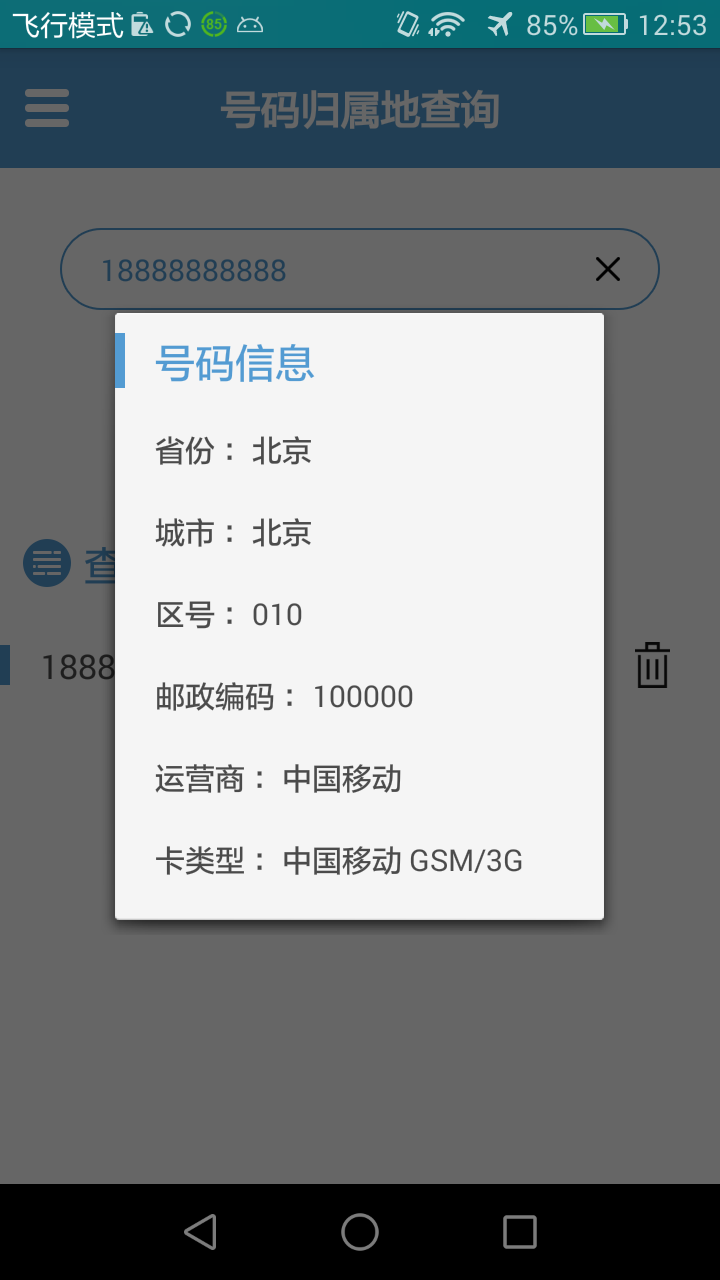 飞行模式 85 85% 12:53
号码归属地查询
18888888888
号码信息
省份： 北京
城市： 北京
区号： 010
查
邮政编码： 100000
1888
运营商： 中国移动
卡类型： 中国移动 GSM/3G